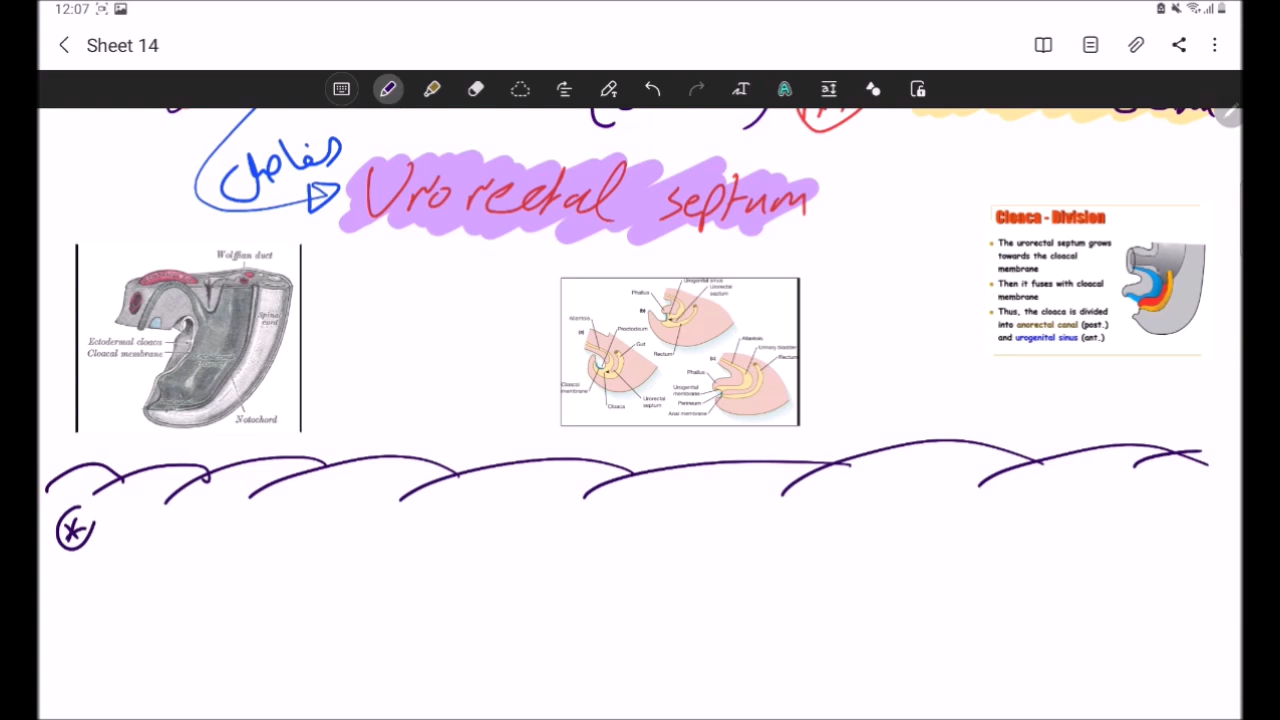 12:07
Sheet 14
الفاصل
Urorectal septum
Wolffian duct
Spinal cord
Ectodermal cloaca
Cloacal membrane
Notochord
Urogenital sinus
Urorectal septum
Phallus
Rectum
Allantois
Proctodeum
Gut
Cloacal membrane
Cloaca
Urorectal septum
Allantois
Urinary bladder
Rectum
Phallus
Urogenital membrane
Perineum
Anal membrane
Cloaca - Division
The urorectal septum grows
towards the cloacal
membrane
Then it fuses with cloacal
membrane
Thus, the cloaca is divided
into anorectal canal (post.)
and urogenital sinus (ant.)